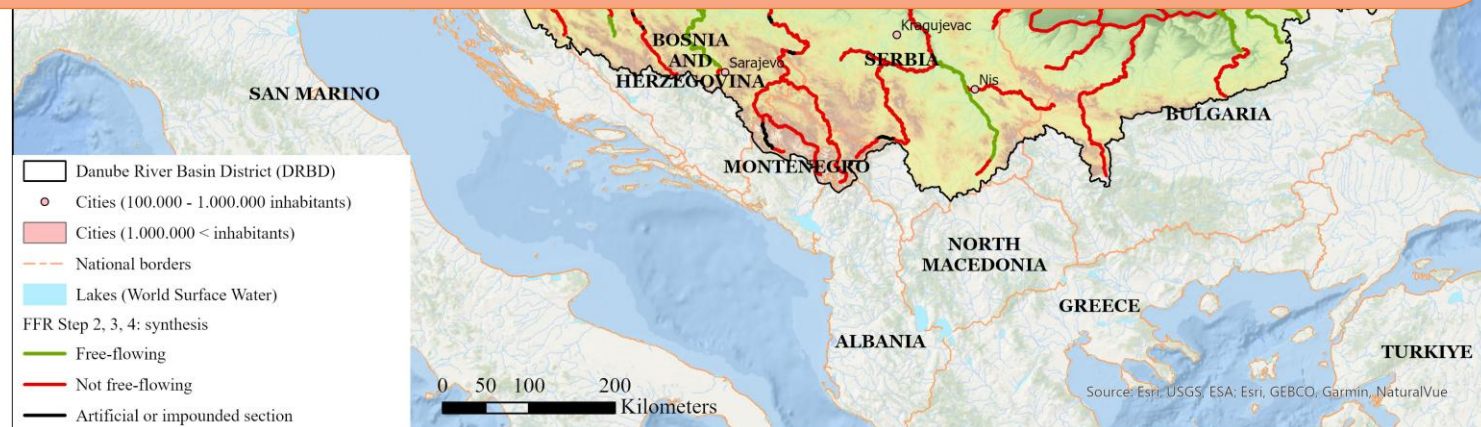 Kragujevac
BOSNIA
AND
HERZEGOVINA
Sarajevo
SERBIA
Nis
SAN MARINO
BULGARIA
MONTENEGRO
NORTH
MACEDONIA
GREECE
ALBANIA
TURKIYE
Danube River Basin District (DRBD)
Cities (100.000 - 1.000.000 inhabitants)
Cities (1.000.000 < inhabitants)
National borders
Lakes (World Surface Water)
FFR Step 2, 3, 4: synthesis
Free-flowing
Not free-flowing
Artificial or impounded section
0 50 100 200
Kilometers
Source: Esri, USGS, ESA; Esri, GEBCO, Garmin, NaturalVue